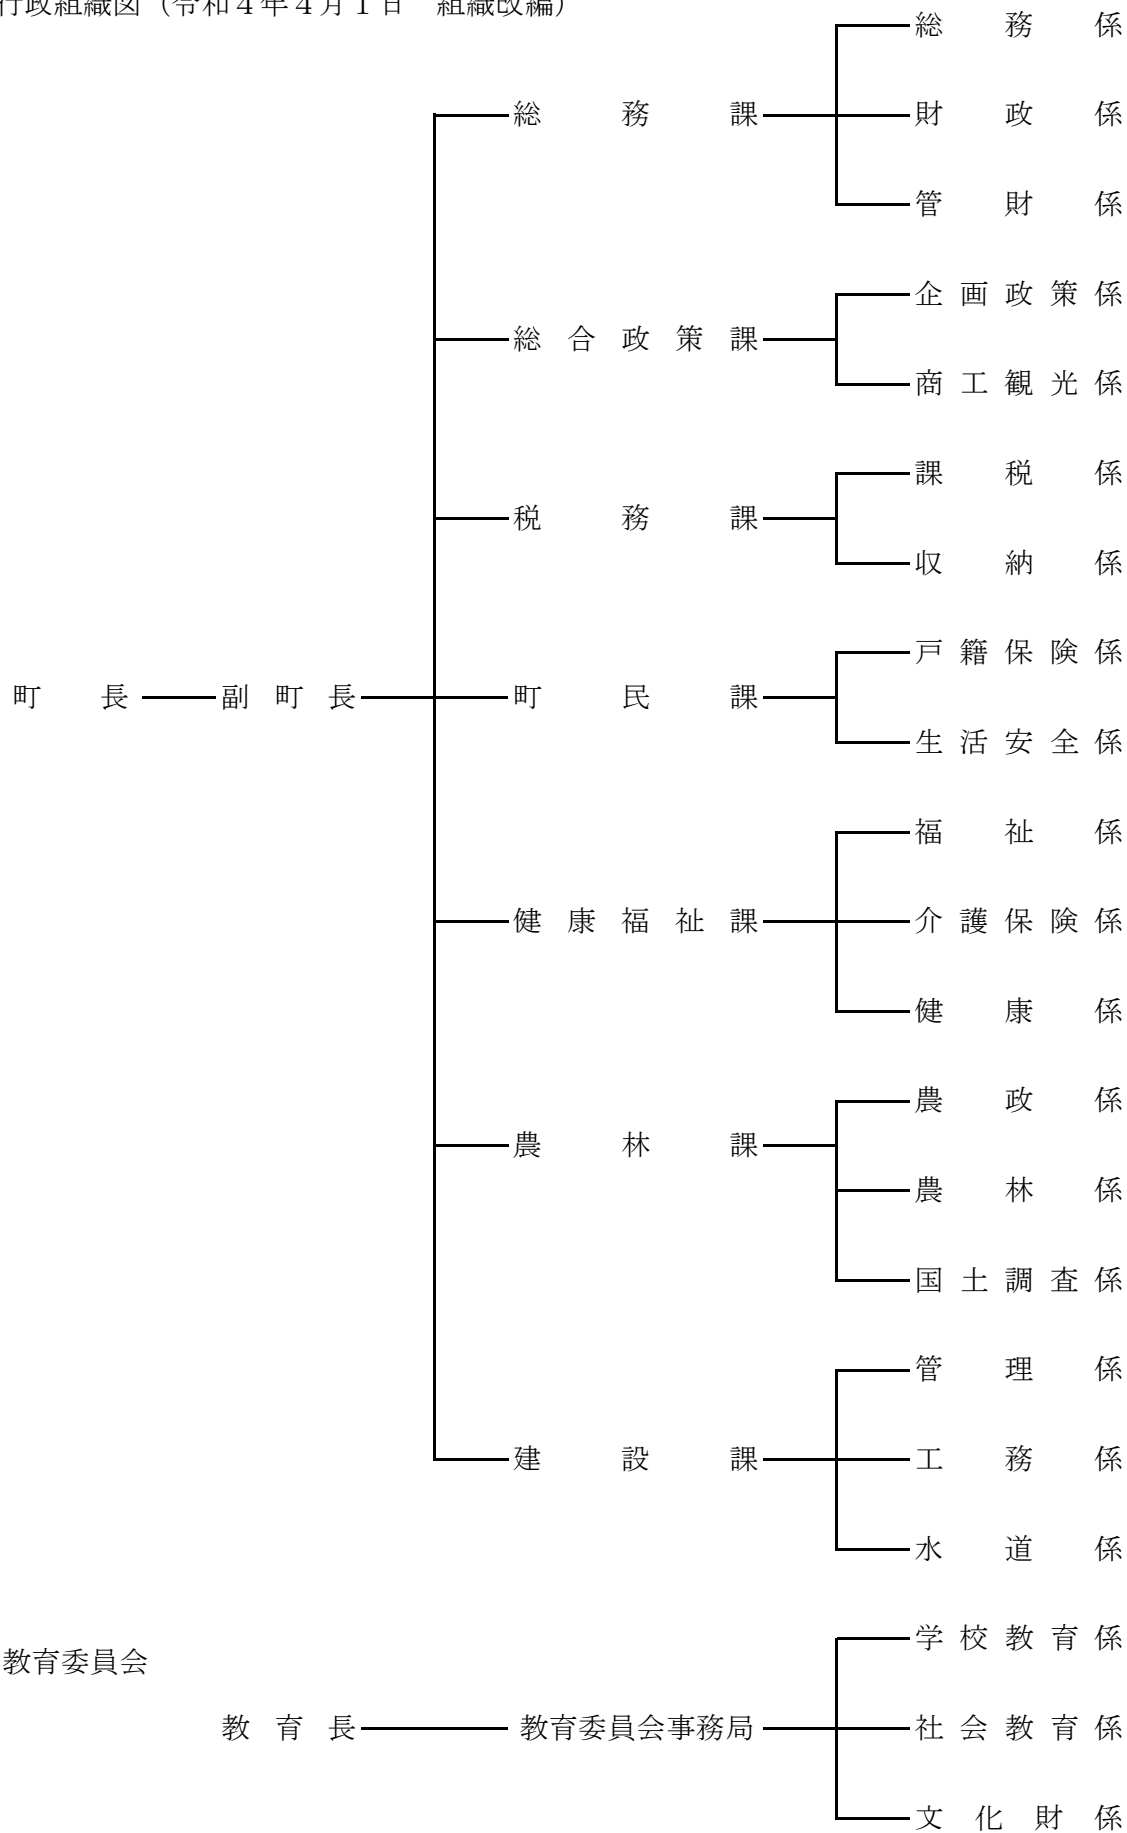 行政組織図（令和４年４月１日　組織改編）
総務係
総務課
財政係
管財係
企画政策係
総合政策課
商工観光係
課税係
税務課
収納係
戸籍保険係
町長
副町長
町民課
生活安全係
福祉係
健康福祉課
介護保険係
健康係
農政係
農林課
農林係
国土調査係
管理係
建設課
工務係
水道係
学校教育係
教育委員会
教育長
教育委員会事務局
社会教育係
文化財係